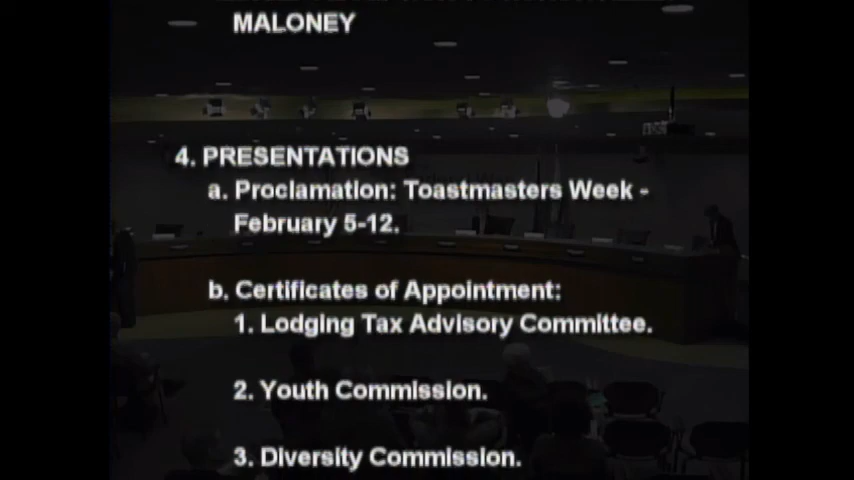 MALONEY
4. PRESENTATIONS
a. Proclamation: Toastmasters Week -
February 5-12.
b. Certificates of Appointment:
1. Lodging Tax Advisory Committee.
2. Youth Commission.
3. Diversity Commission.